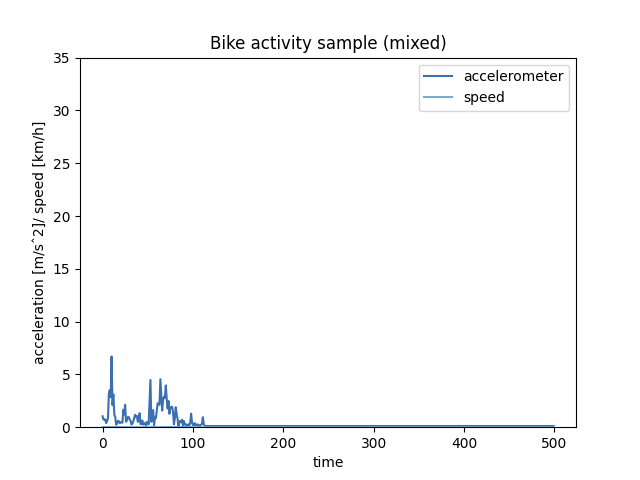 Bike activity sample (mixed)
accelerometer
speed
acceleration [m/sˆ2]/ speed [km/h]
35
30
25
20
15
10
5
0
0 100 200 300 400 500
time